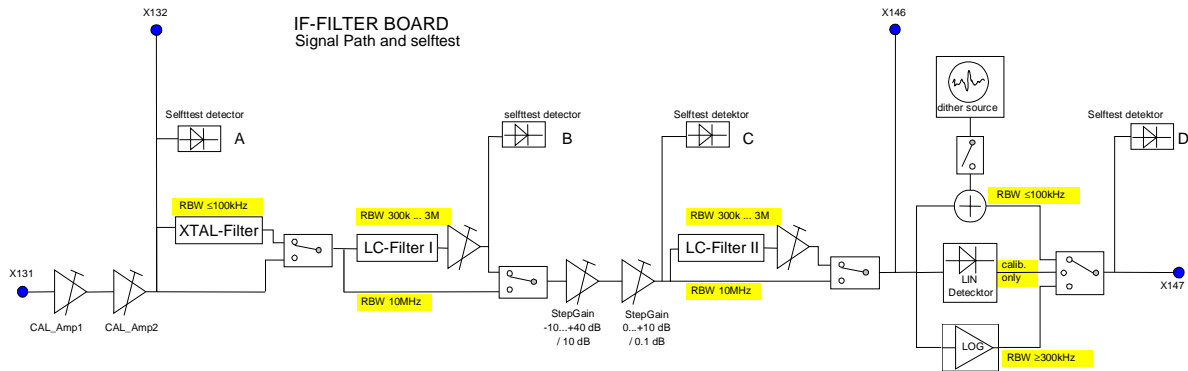 X132
IF-FILTER BOARD
Signal Path and selftest
X146
dither source
Selfttest detector
A
selfttest detector
B
Selftest detektor
C
Selftest detektor
D
RBW ≤100kHz
XTAL-Filter
RBW 300k ... 3M
LC-Filter I
RBW 10MHz
RBW 300k ... 3M
LC-Filter II
RBW 10MHz
RBW ≤100kHz
LIN
Detecktor
calib.
only
LOG
RBW ≥300kHz
X131
CAL_Amp1
CAL_Amp2
StepGain
-10...+40 dB
/ 10 dB
StepGain
0...+10 dB
/ 0.1 dB
X147